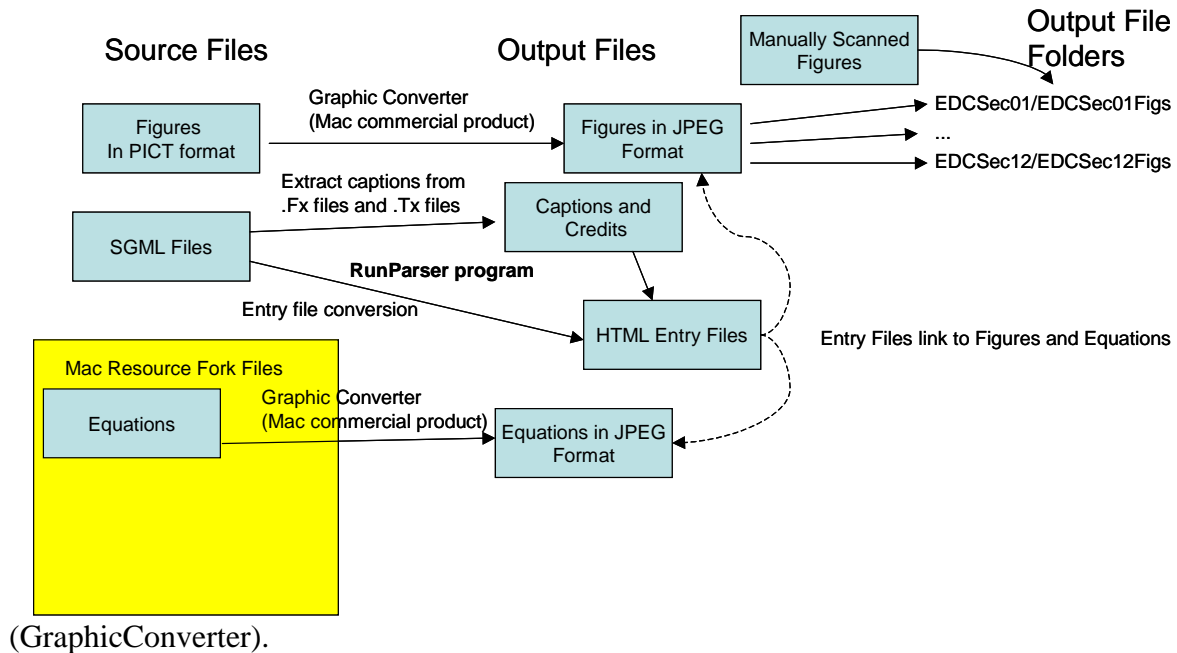 Source Files
Output Files
Manually Scanned
Figures
Output File
Folders
Figures
In PICT format
Graphic Converter
(Mac commercial product)
Figures in JPEG
Format
EDCSec01/EDCSec01Figs
...
EDCSec12/EDCSec12Figs
Extract captions from
.Fx files and .Tx files
Captions and
Credits
SGML Files
RunParser program
Entry file conversion
HTML Entry Files
Entry Files link to Figures and Equations
Mac Resource Fork Files
Equations
Graphic Converter
(Mac commercial product)
Equations in JPEG
Format
(GraphicConverter).